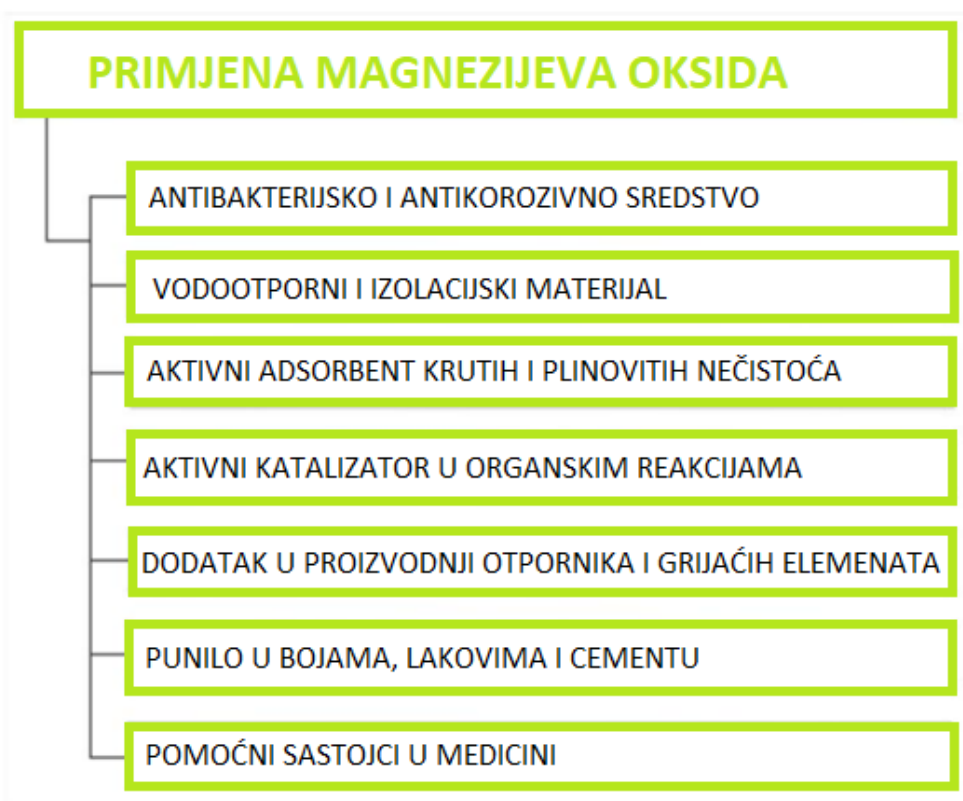 PRIMJENA MAGNEZIJEVA OKSIDA
ANTIBAKTERIJSKO I ANTIKOROZIVNO SREDSTVO
VODOOTPORNI I IZOLACIJSKI MATERIJAL
AKTIVNI ADSORBENT KRUTIH I PLINOVITIH NEČISTOĆA
AKTIVNI KATALIZATOR U ORGANSKIM REAKCIJAMA
DODATAK U PROIZVODNJI OTPORNIKA I GRIJAĆIH ELEMENATA
PUNILO U BOJAMA, LAKOVIMA I CEMENTU
POMOĆNI SASTOJCI U MEDICINI